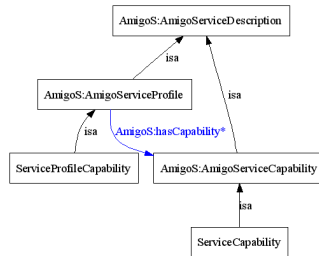 AmigoS:AmigoServiceDescription
isa
isa
AmigoS:AmigoServiceProfile
isa
AmigoS:hasCapability*
ServiceProfileCapability
AmigoS:AmigoServiceCapability
isa
ServiceCapability